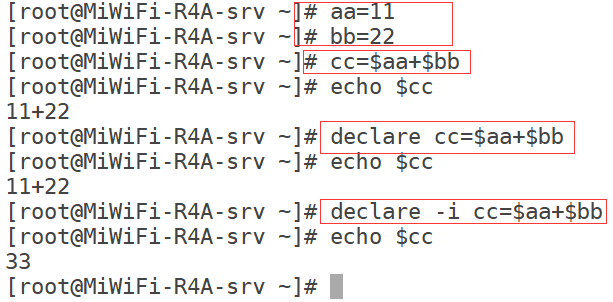 [root@MiWiFi-R4A-srv ~]# aa=11
[root@MiWiFi-R4A-srv ~]# bb=22
[root@MiWiFi-R4A-srv ~]# cc=$aa+$bb
[root@MiWiFi-R4A-srv ~]# echo $cc
11+22
[root@MiWiFi-R4A-srv ~]# declare cc=$aa+$bb
[root@MiWiFi-R4A-srv ~]# echo $cc
11+22
[root@MiWiFi-R4A-srv ~]# declare -i cc=$aa+$bb
[root@MiWiFi-R4A-srv ~]# echo $cc
33
[root@MiWiFi-R4A-srv ~]#